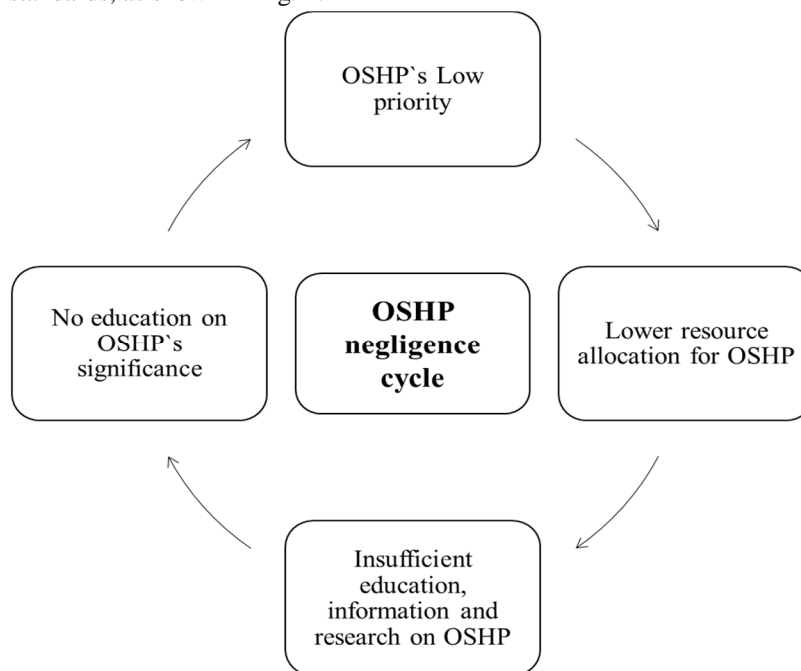 OSHP`s Low
priority
No education on
OSHP`s
significance
OSHP
negligence
cycle
Lower resource
allocation for OSHP
Insufficient
education,
information and
research on OSHP